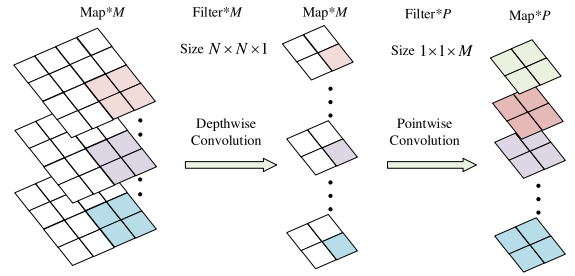 Map*M
Filter*M
Map*M
Filter*P
Map*P
Size N × N × 1
Size 1 × 1 × M
Depthwise
Convolution
Pointwise
Convolution